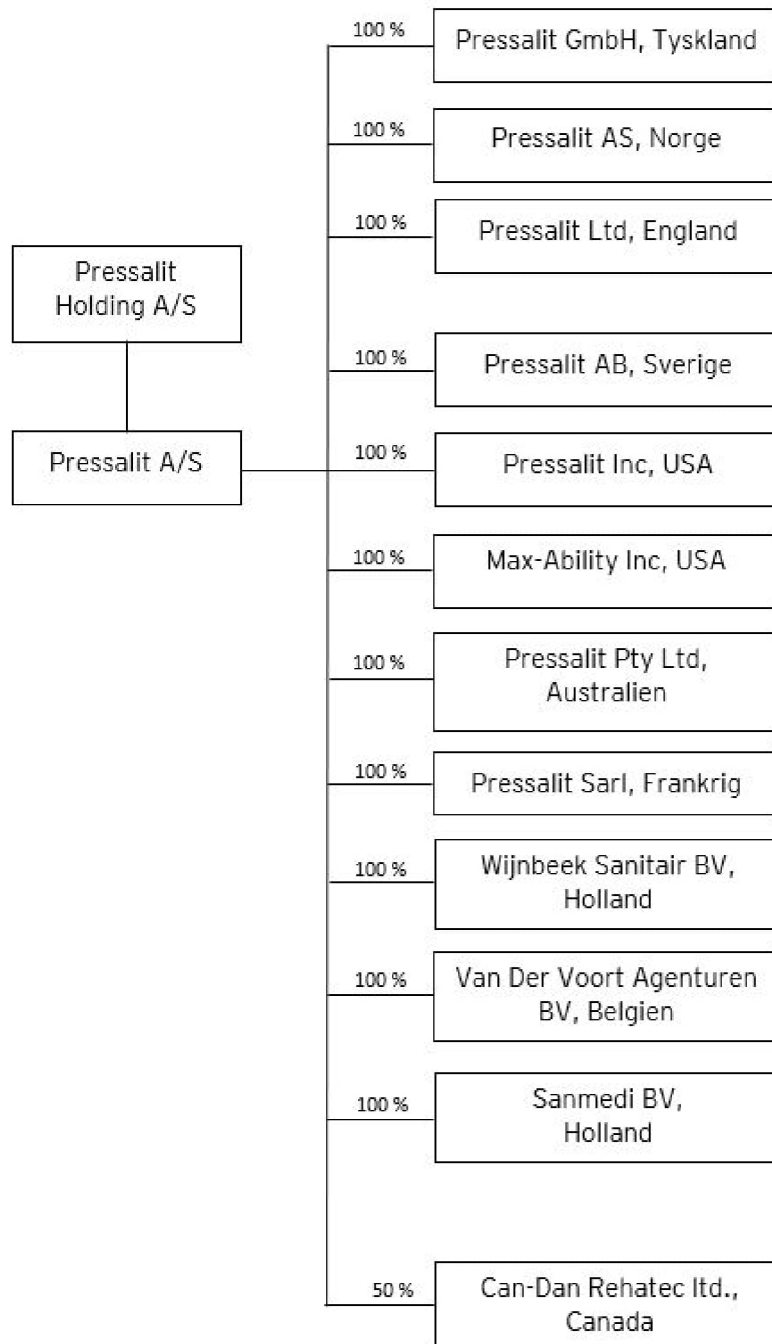 100 %
Pressalit GmbH, Tyskland
100 %
Pressalit AS, Norge
100 %
Pressalit Ltd, England
Pressalit
Holding A/S
100 %
Pressalit AB, Sverige
Pressalit A/S
100 %
Pressalit Inc, USA
100 %
Max-Ability Inc, USA
100 %
Pressalit Pty Ltd,
Australien
100 %
Pressalit Sarl, Frankrig
100 %
Wijnbeek Sanitair BV,
Holland
100 %
Van Der Voort Agenturen
BV, Belgien
100 %
Sanmedi BV,
Holland
50 %
Can-Dan Rehatec ltd.,
Canada